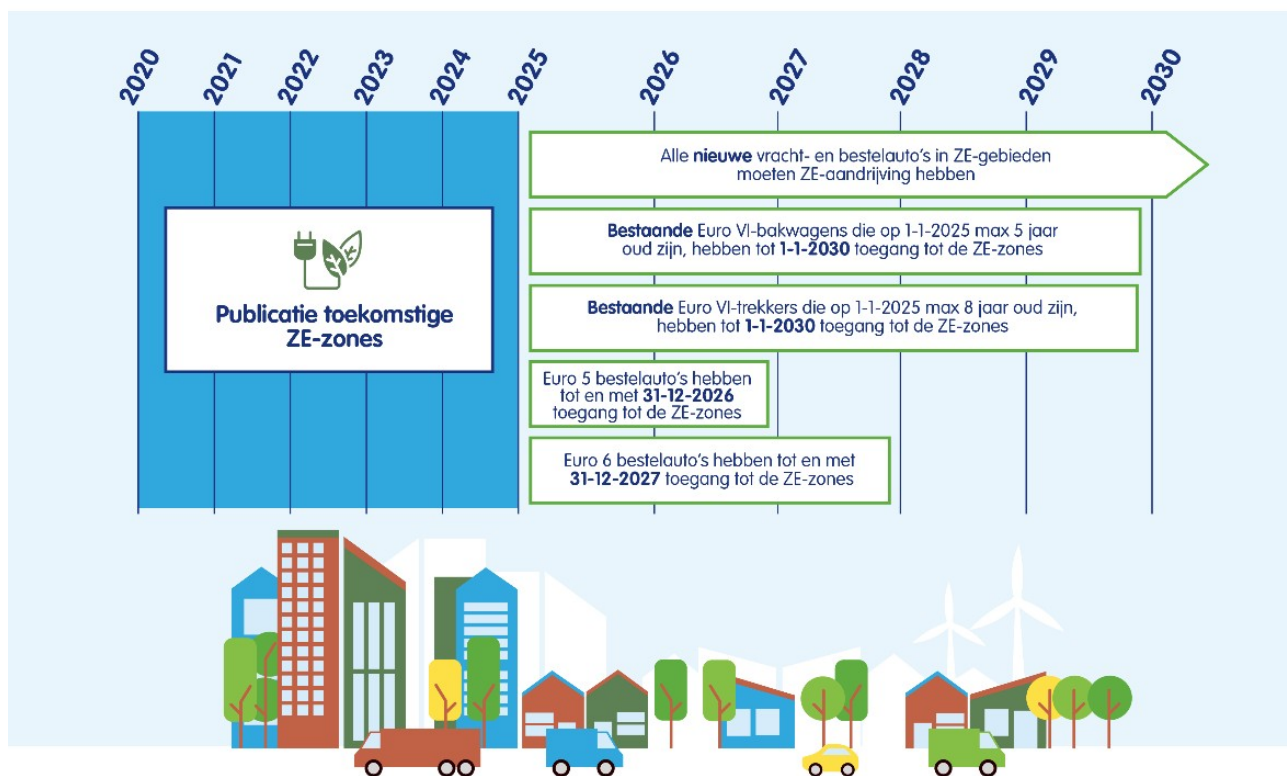 2020
2021
2022
2023
2024
2025
2026
2027
2028
2029
2030
Publicatie toekomstige
ZE-zones
Alle nieuwe vracht- en bestelauto's in ZE-gebieden
moeten ZE-aandrijving hebben
Bestaande Euro VI-bakwagens die op 1-1-2025 max 5 jaar
oud zijn, hebben tot 1-1-2030 toegang tot de ZE-zones
Bestaande Euro VI-trekkers die op 1-1-2025 max 8 jaar oud zijn,
hebben tot 1-1-2030 toegang tot de ZE-zones
Euro 5 bestelauto's hebben
tot en met 31-12-2026
toegang tot de ZE-zones
Euro 6 bestelauto's hebben tot en met
31-12-2027 toegang tot de ZE-zones